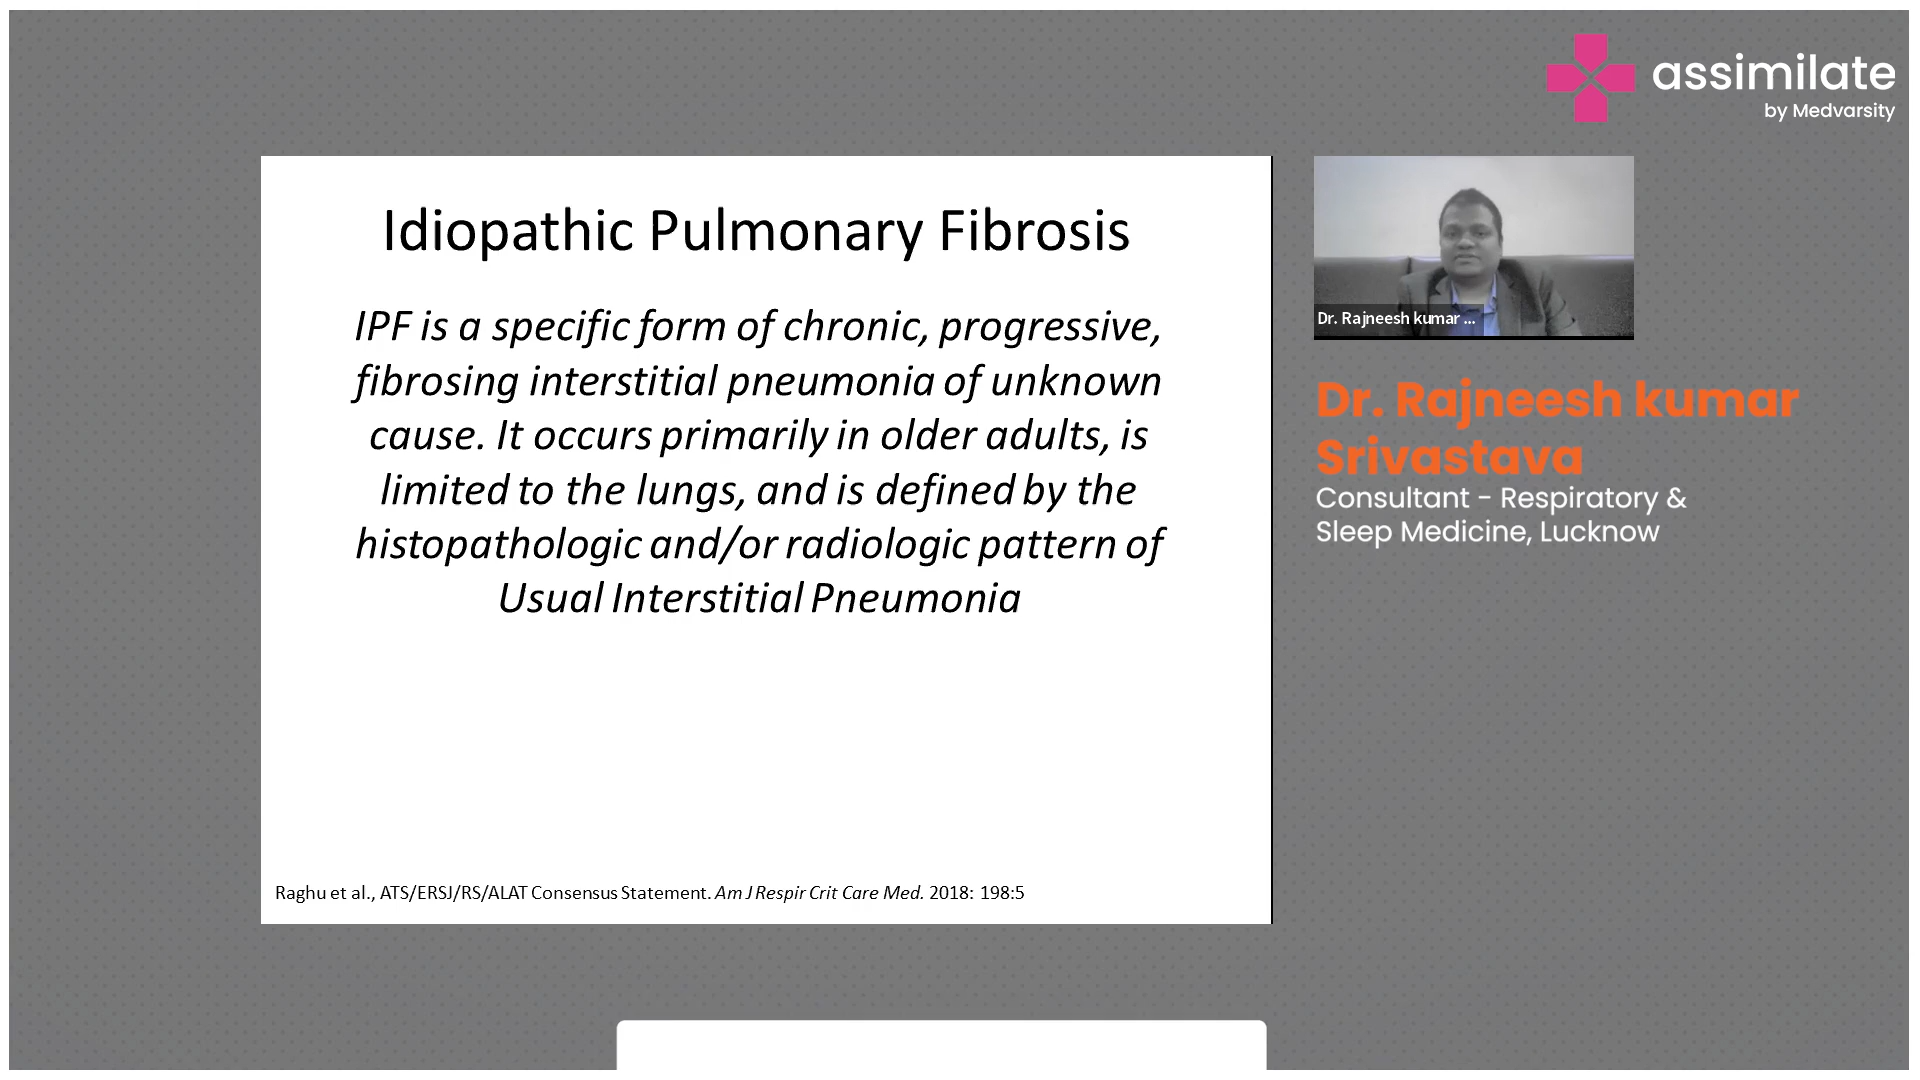 assimilate
by Medvarsity
Idiopathic Pulmonary Fibrosis
IPF is a specific form of chronic, progressive,
fibrosing interstitial pneumonia of unknown
cause. It occurs primarily in older adults, is
limited to the lungs, and is defined by the
histopathologic and/or radiologic pattern of
Usual Interstitial Pneumonia
Raghu et al., ATS/ERSJ/RS/ALAT Consensus Statement. Am J Respir Crit Care Med. 2018: 198:5
Dr. Rajneesh kumar ...
Dr. Rajneesh kumar
Srivastava
Consultant - Respiratory &
Sleep Medicine, Lucknow